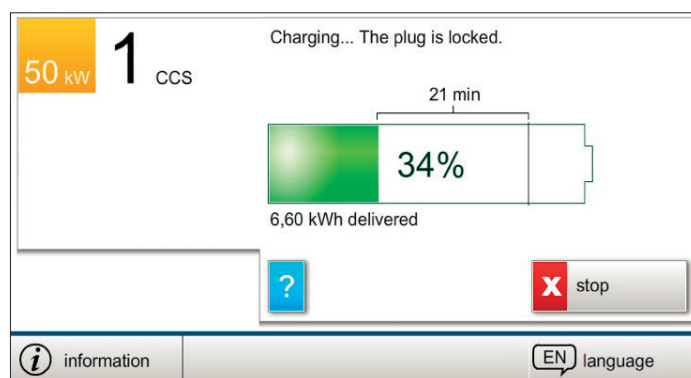 50 kW
1 CCS
Charging... The plug is locked.
21 min
34%
6,60 kWh delivered
?
X stop
i information
EN language